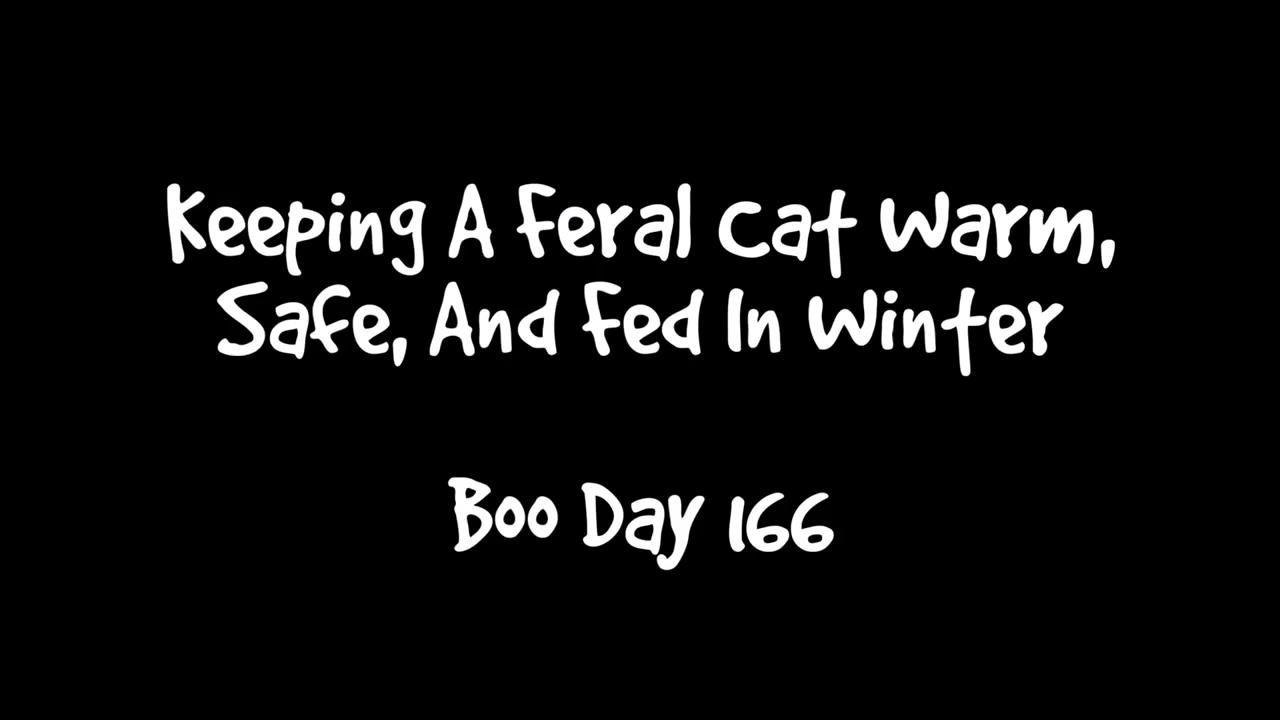 Keeping A Feral Cat Warm,
Safe, And Fed In Winter
Boo Day 166